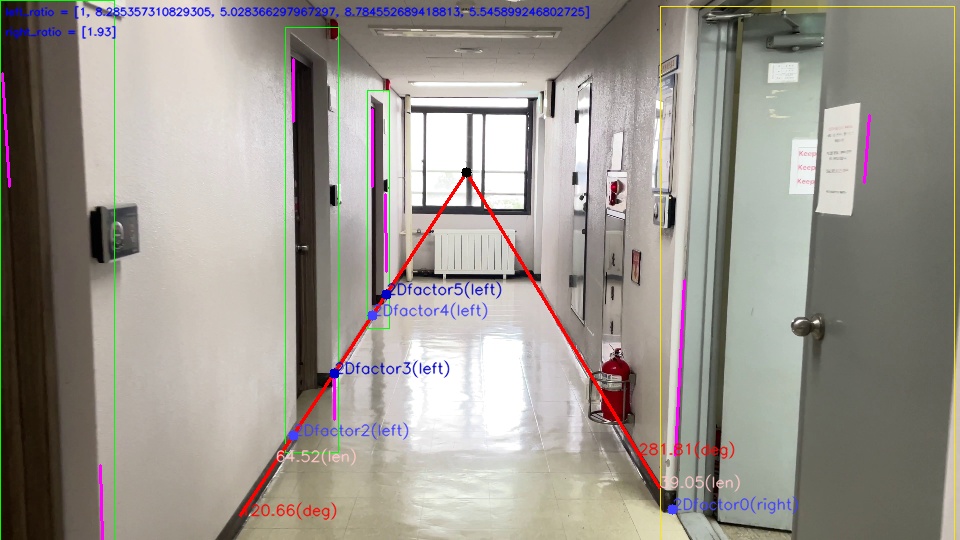 left_ratio = [1, 8.285357310829305, 5.028366297967297, 8.784552689418813, 5.545899246802725]
right_ratio = [1.93]
Keep
Keep
Keep
2Dfactor5(left)
2Dfactor4(left)
2Dfactor3(left)
2Dfactor2(left)
281.81(deg)
64.52(len)
39.05(len)
2Dfactor0(right)
20.66(deg)